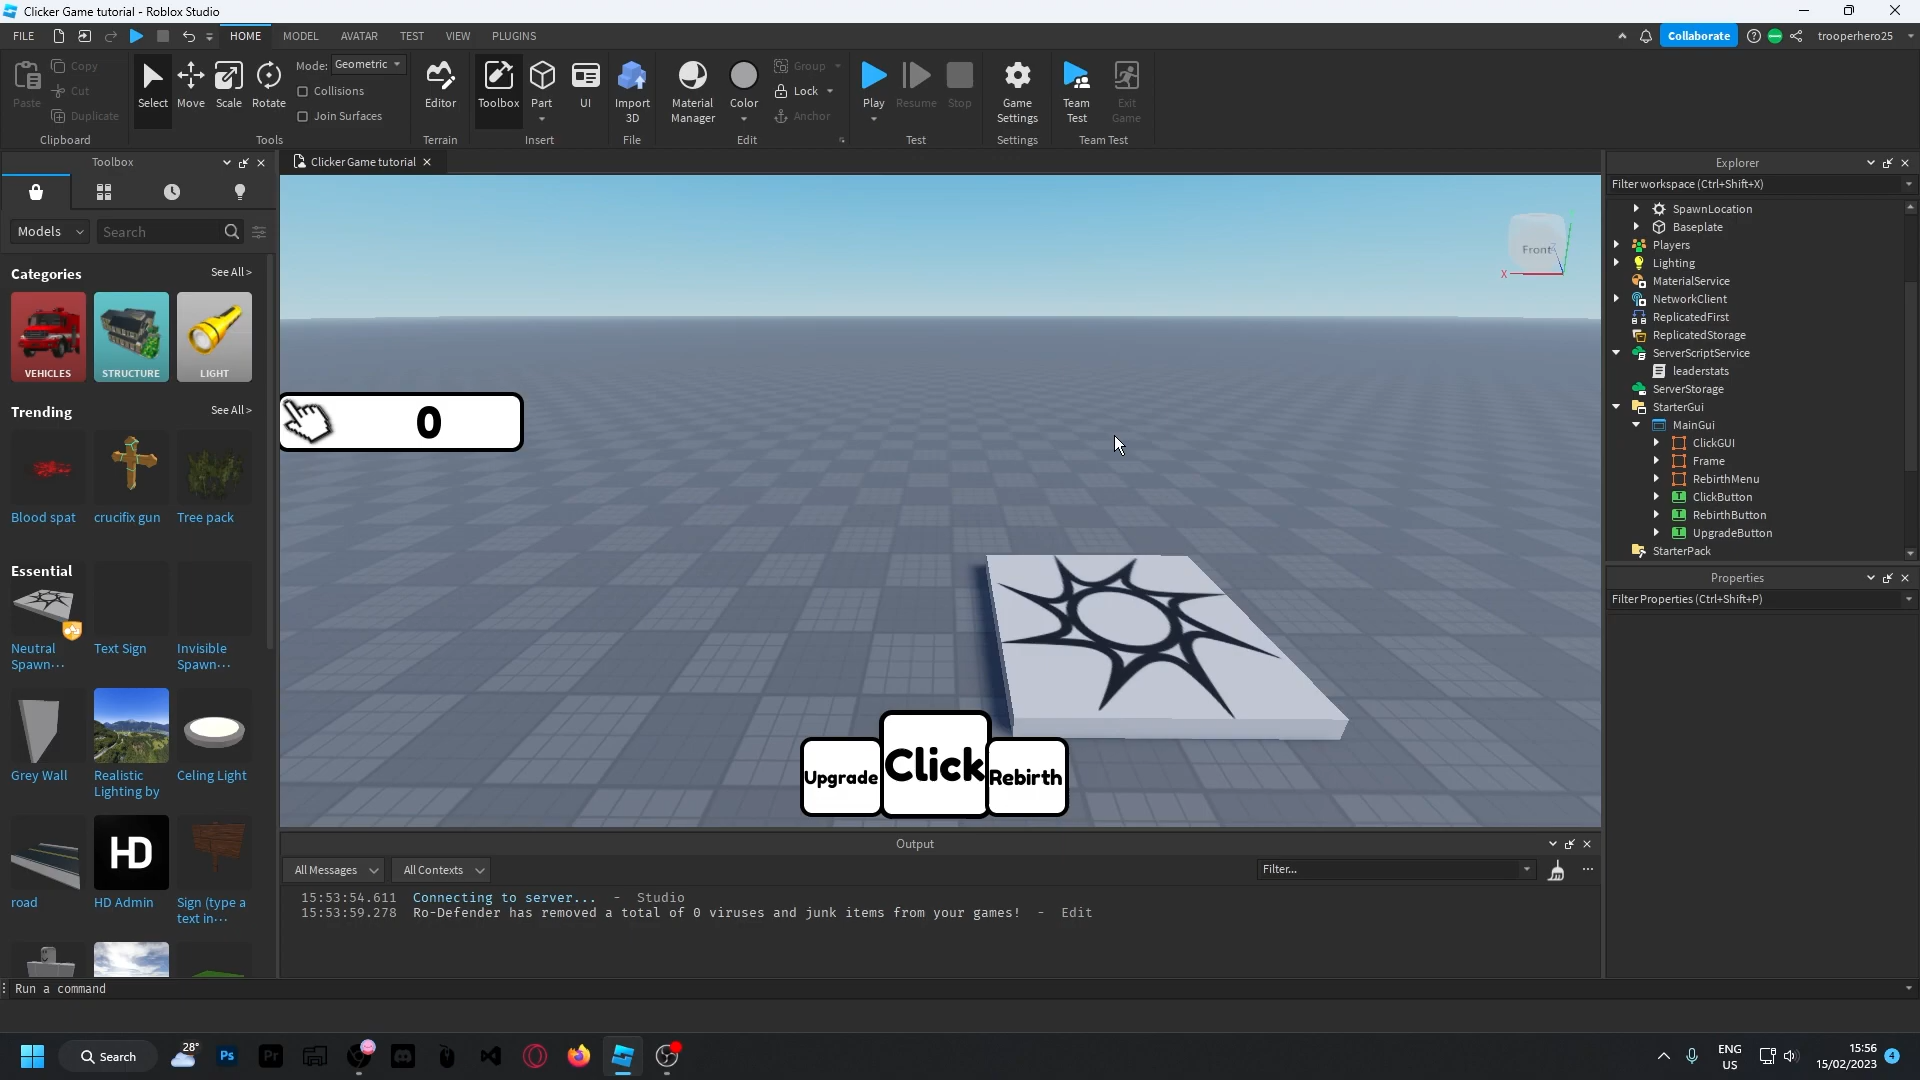 Clicker Game tutorial - Roblox Studio
FILE
HOME
MODEL
AVATAR
TEST
VIEW
PLUGINS
Collaborate
trooperhero25
Paste
Copy
Cut
Duplicate
Clipboard
Select
Move
Scale
Rotate
Mode: Geometric
Collisions
Join Surfaces
Tools
Editor
Terrain
Toolbox
Part
UI
Insert
Import
3D
File
Material
Manager
Color
Group
Lock
Anchor
Edit
Play
Resume
Stop
Test
Game
Settings
Settings
Team
Test
Exit
Game
Team Test
Toolbox
Models
Search
Categories
See All >
VEHICLES
STRUCTURE
LIGHT
Trending
See All >
Blood spat
crucifix gun
Tree pack
Essential
Neutral
Spawn...
Text Sign
Invisible
Spawn...
Grey Wall
Realistic
Lighting by
Celing Light
road
HD
HD Admin
Sign (type a
text in...
Clicker Game tutorial
Front
X
0
Upgrade
Click
Rebirth
Output
All Messages
All Contexts
Filter...
15:53:54.611 Connecting to server... - Studio
15:53:59.278 Ro-Defender has removed a total of 0 viruses and junk items from your games! - Edit
Explorer
Filter workspace (Ctrl+Shift+X)
SpawnLocation
Baseplate
Players
Lighting
MaterialService
NetworkClient
ReplicatedFirst
ReplicatedStorage
ServerScriptService
leaderstats
ServerStorage
StarterGui
MainGui
ClickGUI
Frame
RebirthMenu
ClickButton
RebirthButton
UpgradeButton
StarterPack
Properties
Filter Properties (Ctrl+Shift+P)
Run a command
Search
28°
Ps
Pr
ENG
US
15:56
15/02/2023
4